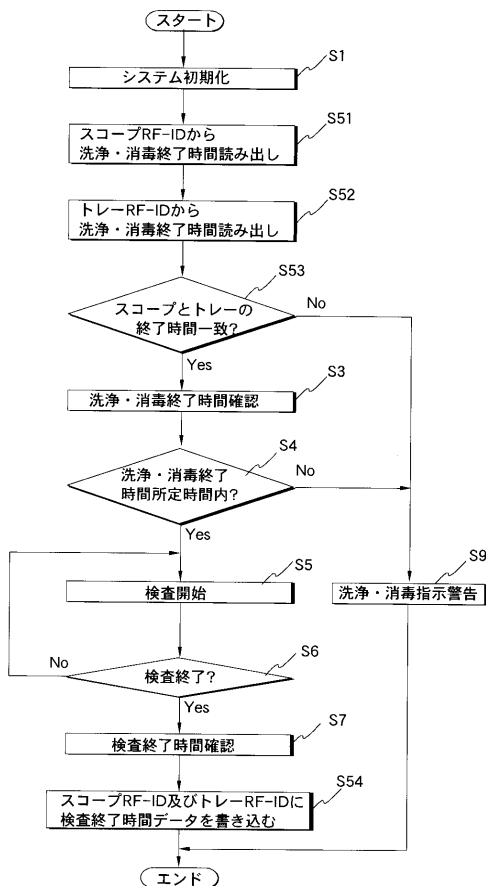 スタート
S1
システム初期化
S51
スコープRF-IDから
洗浄・消毒終了時間読み出し
S52
トレーRF-IDから
洗浄・消毒終了時間読み出し
S53
スコープとトレーの
終了時間一致?
No
Yes
S3
洗浄・消毒終了時間確認
S4
洗浄・消毒終了
時間所定時間内?
No
Yes
S5
検査開始
S9
洗浄・消毒指示警告
S6
検査終了?
No
Yes
S7
検査終了時間確認
S54
スコープRF-ID及びトレーRF-IDに
検査終了時間データを書き込む
エンド